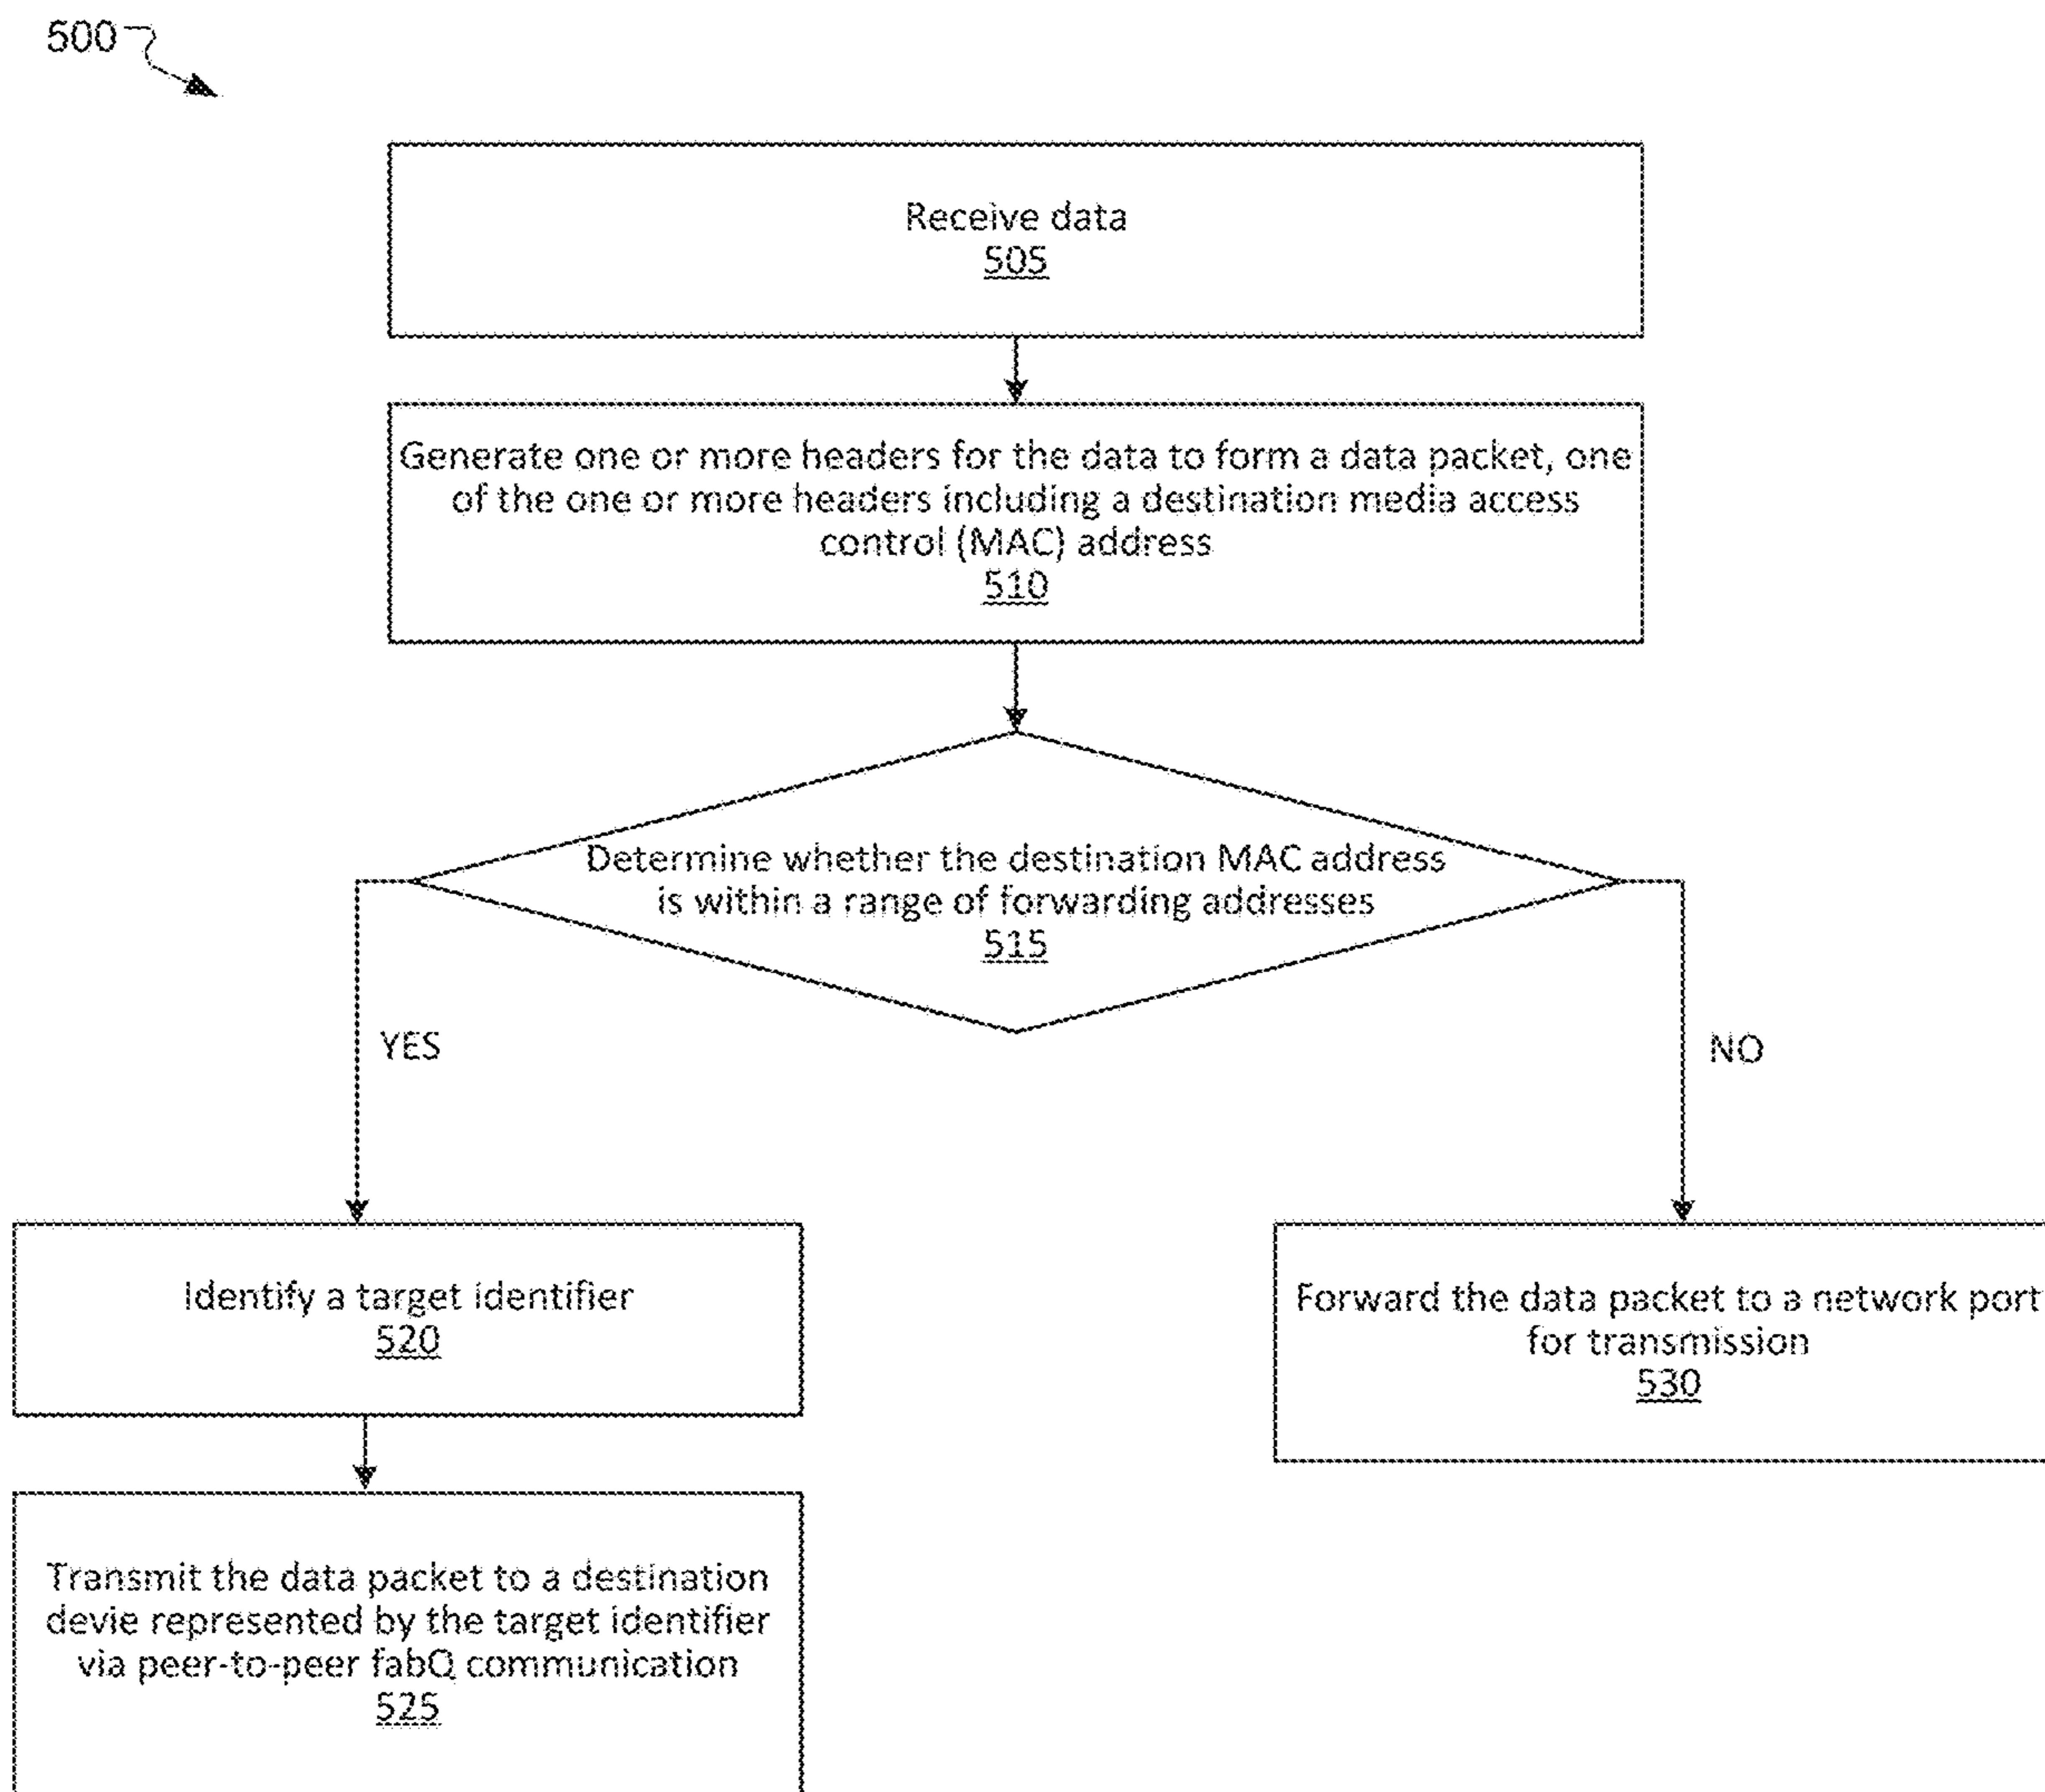 500
Receive data
505
Generate one or more headers for the data to form a data packet, one
of the one or more headers including a destination media access
control (MAC) address
510
Determine whether the destination MAC address
is within a range of forwarding addresses
515
YES
NO
Identify a target identifier
520
Forward the data packet to a network port
for transmission
530
Transmit the data packet to a destination
devie represented by the target identifier
via peer-to-peer fabQ communication
525